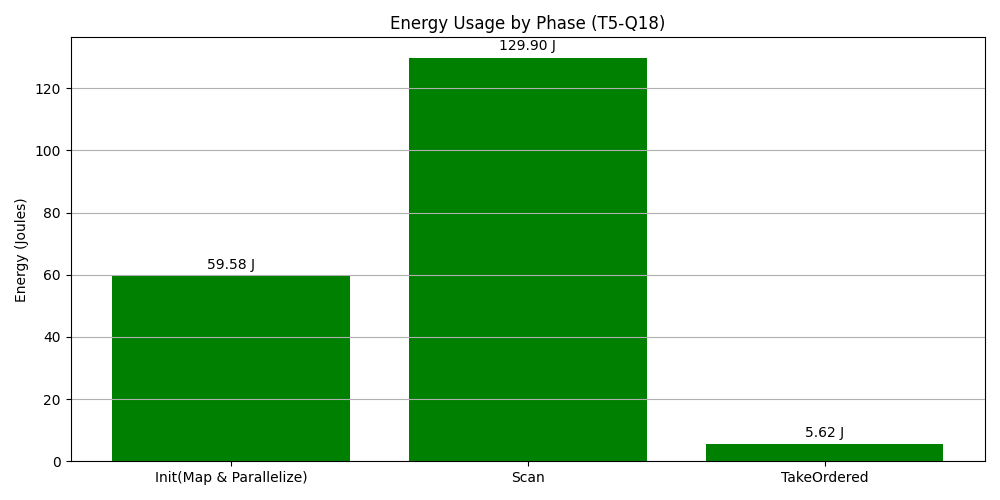 Energy Usage by Phase (T5-Q18)
Energy (Joules)
120
100
80
60
40
20
0
59.58 J
129.90 J
5.62 J
Init(Map & Parallelize)
Scan
TakeOrdered